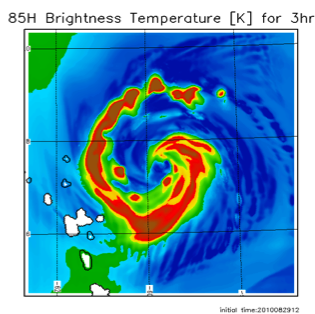 85H Brightness Temperature [K] for 3hr
initial time:2010082912